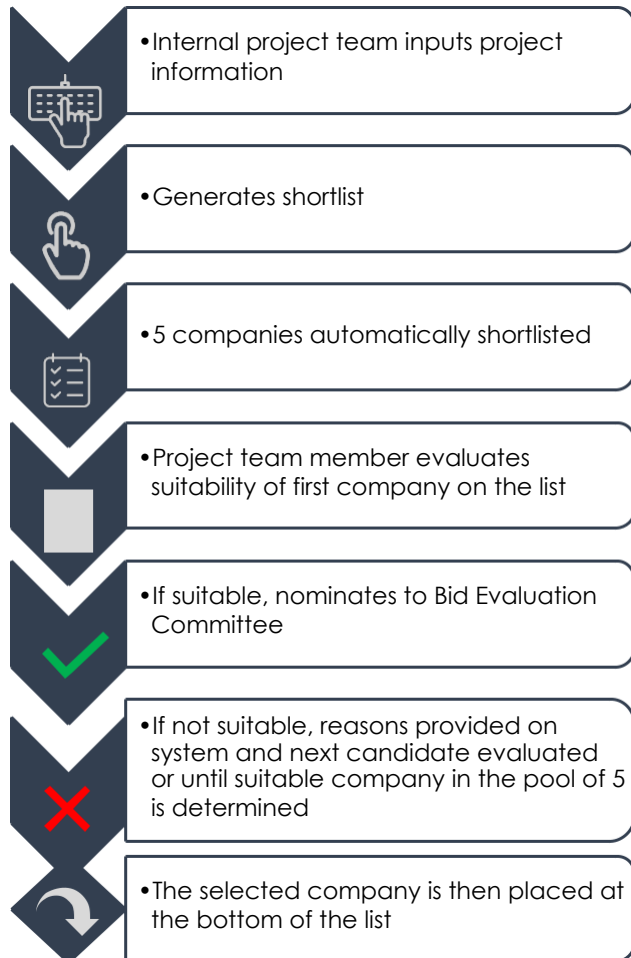 •Internal project team inputs project
information
•Generates shortlist
•5 companies automatically shortlisted
•Project team member evaluates
suitability of first company on the list
•If suitable, nominates to Bid Evaluation
Committee
•If not suitable, reasons provided on
system and next candidate evaluated
or until suitable company in the pool of 5
is determined
•The selected company is then placed at
the bottom of the list